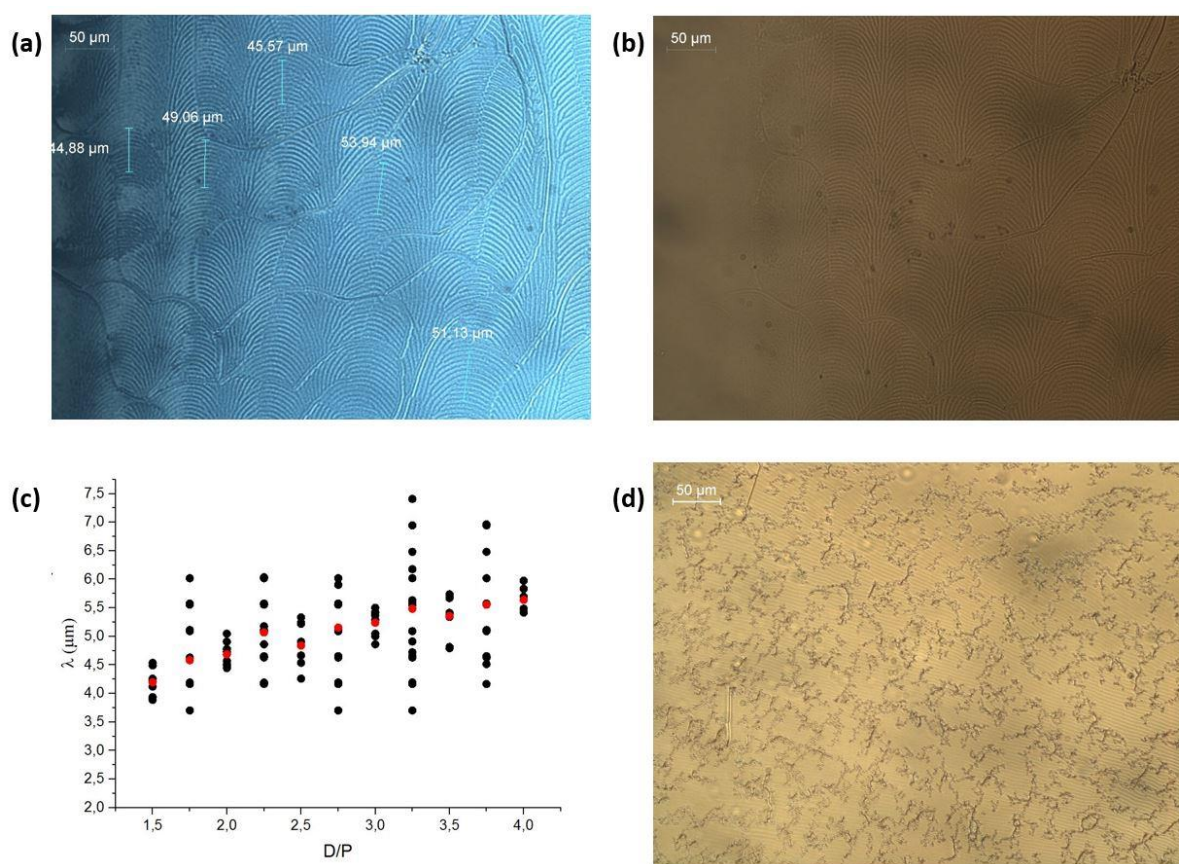 (a)
50 µm
45,57 µm
49,06 µm
44,88 µm
53,94 µm
51,13 µm
(b)
50 µm
(c)
7,5
7,0
6,5
6,0
5,5
5,0
4,5
4,0
3,5
3,0
2,5
2,0
λ (µm)
1,5 2,0 2,5 3,0 3,5 4,0
D/P
(d)
50 µm